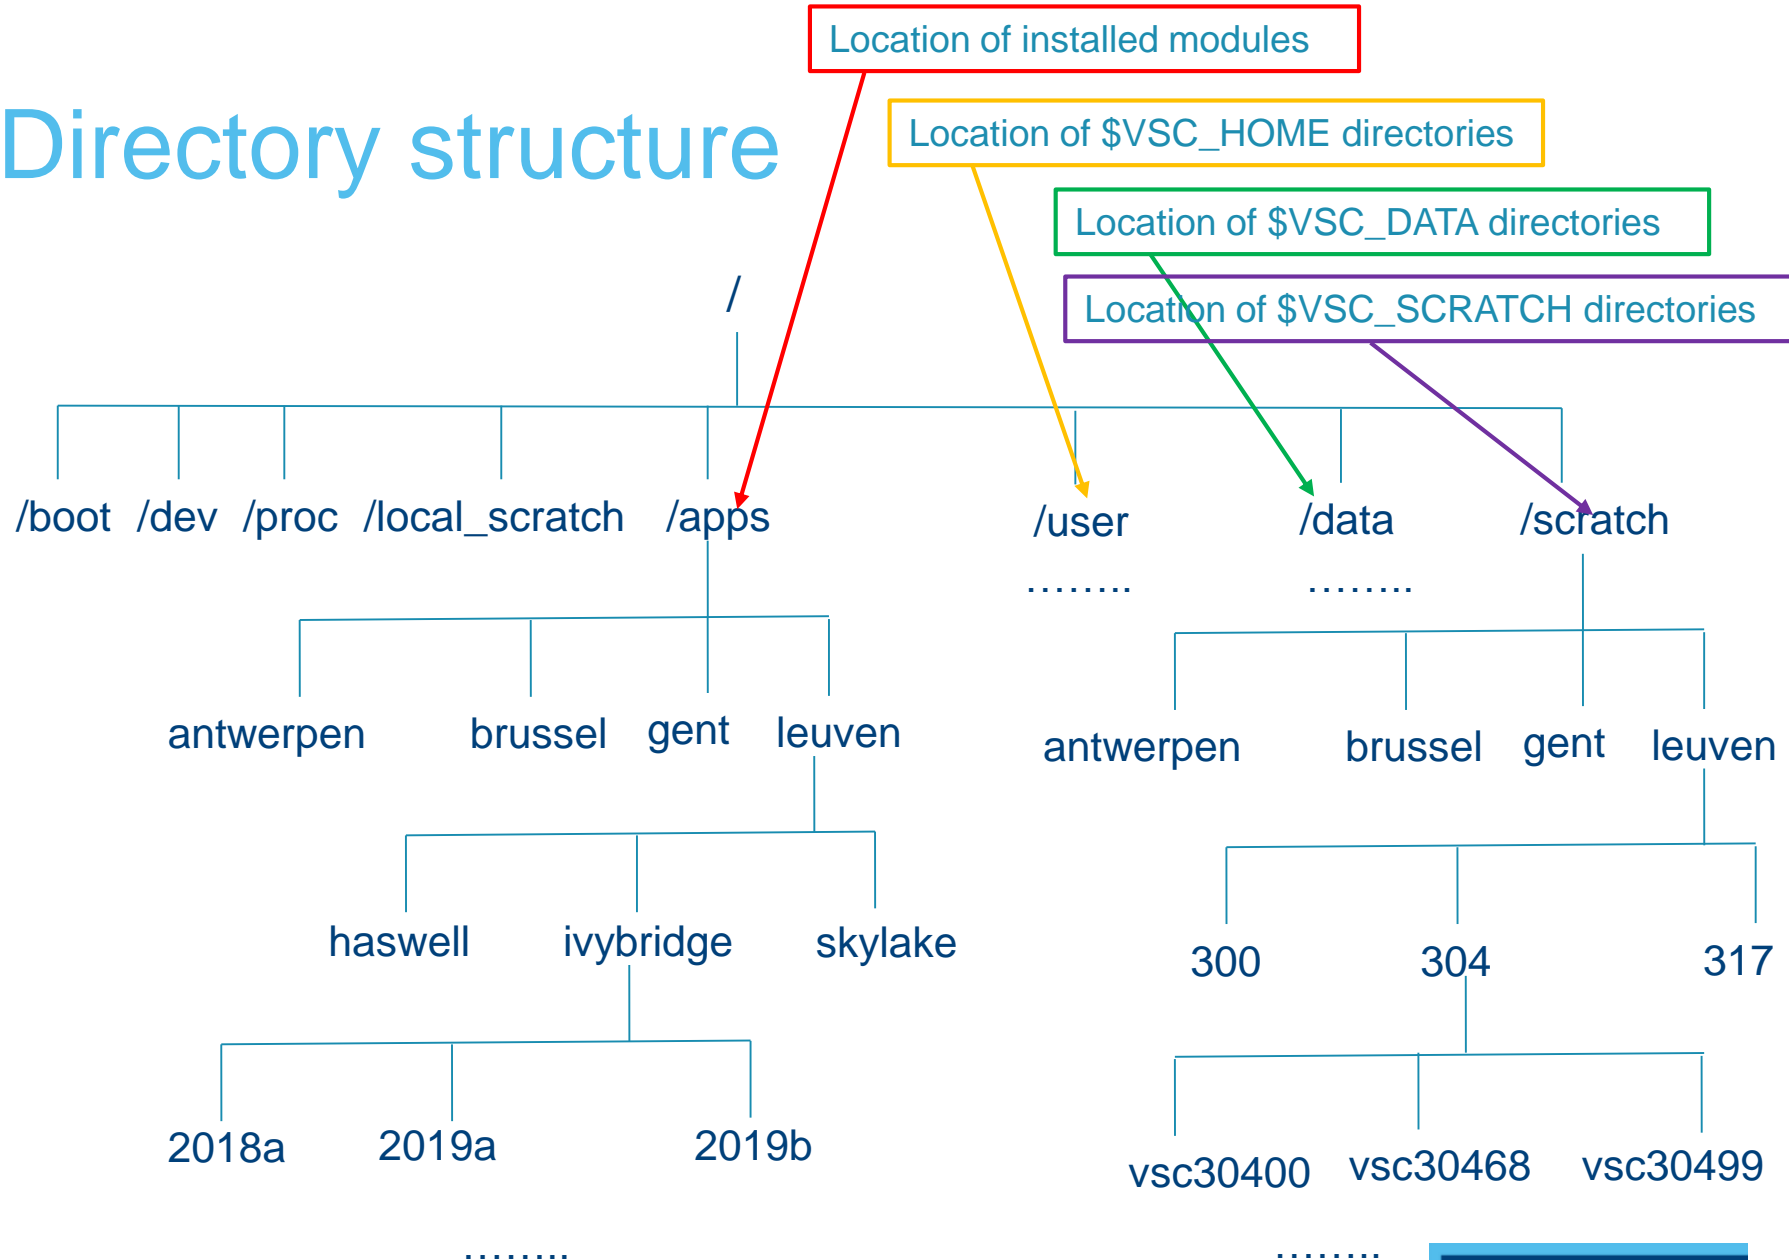 Location of installed modules
Directory structure
Location of $VSC_HOME directories
Location of $VSC_DATA directories
Location of $VSC_SCRATCH directories
/
/boot /dev /proc /local_scratch /apps /user /data /scratch
........ ........
antwerpen brussel gent leuven antwerpen brussel gent leuven
haswell ivybridge skylake 300 304 317
2018a 2019a 2019b vsc30400 vsc30468 vsc30499
........ ........